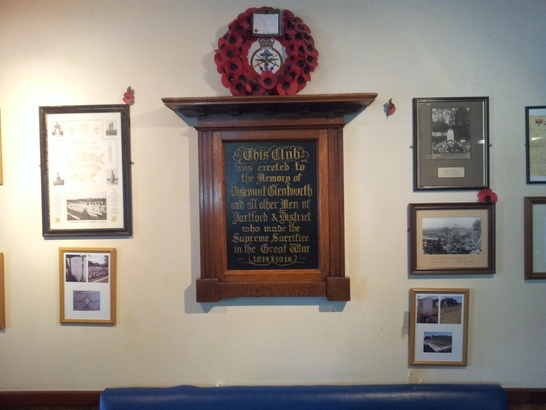 This Club
was erected to
the Memory of
Viscount Glentworth
and all other Men of
Dartford & District
who made the
Supreme Sacrifice
in the Great War
(1914 1918)